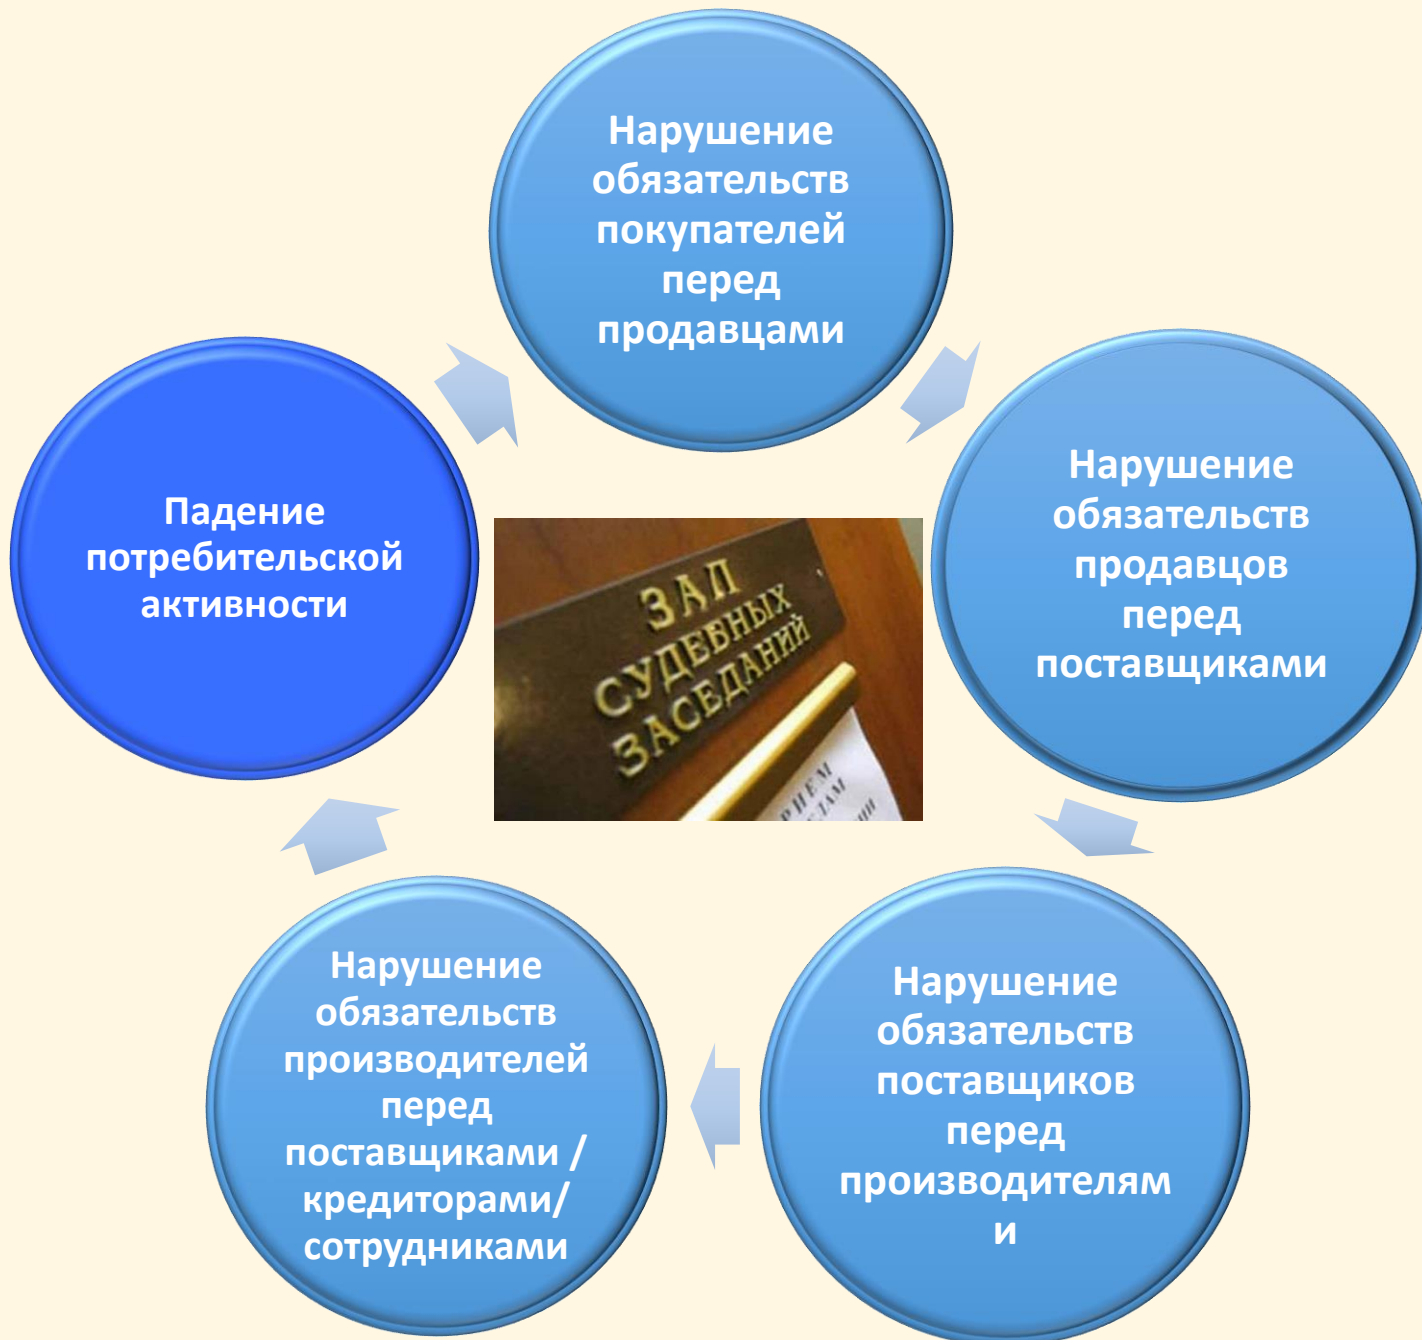 Нарушение
обязательств
покупателей
перед
продавцами
Нарушение
обязательств
продавцов
перед
поставщиками
Нарушение
обязательств
поставщиков
перед
производителям
и
Нарушение
обязательств
производителей
перед
поставщиками /
кредиторами/
сотрудниками
Падение
потребительской
активности
ЗАЛ
СУДЕБНЫХ
ЗАСЕДАНИЙ